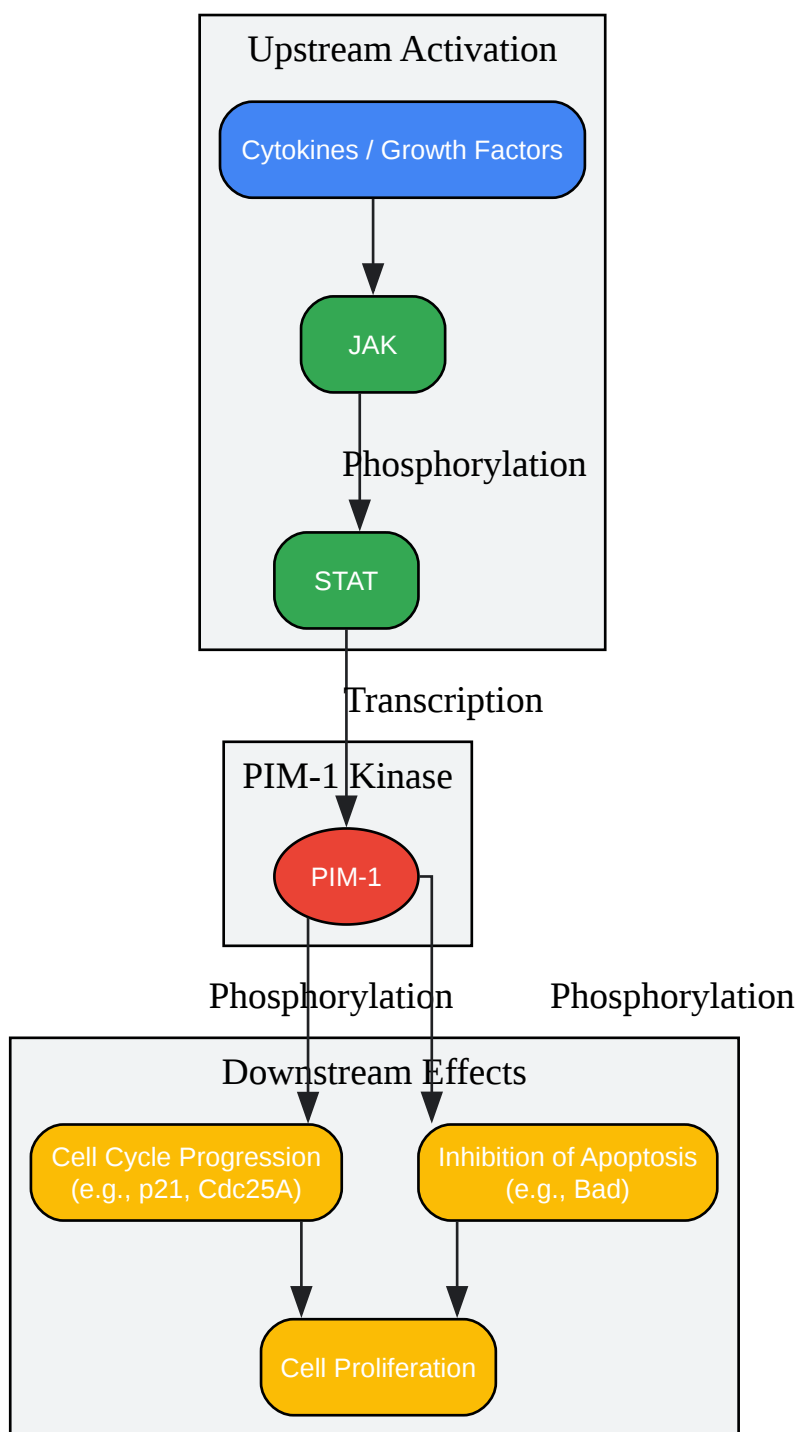 Upstream Activation
Cytokines / Growth Factors
JAK
Phosphorylation
STAT
Transcription
PIM-1 Kinase
PIM-1
Phosphorylation
Phosphorylation
Downstream Effects
Cell Cycle Progression
(e.g., p21, Cdc25A)
Inhibition of Apoptosis
(e.g., Bad)
Cell Proliferation